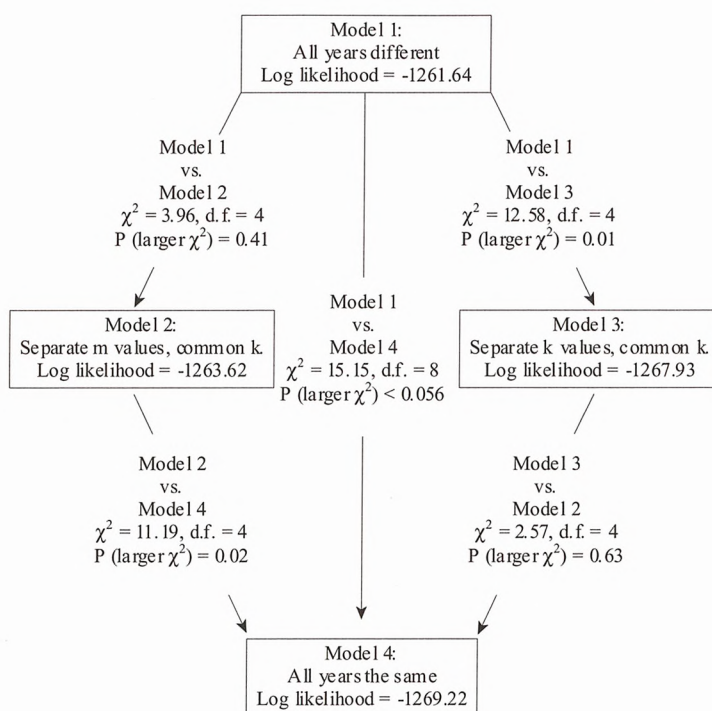 Model 1:
All years different
Log likelihood = -1261.64
Model 1
vs.
Model 2
χ² = 3.96, d.f. = 4
P (larger χ²) = 0.41
Model 1
vs.
Model 3
χ² = 12.58, d.f. = 4
P (larger χ²) = 0.01
Model 1
vs.
Model 4
χ² = 15.15, d.f. = 8
P (larger χ²) < 0.056
Model 2:
Separate m values, common k.
Log likelihood = -1263.62
Model 3:
Separate k values, common k.
Log likelihood = -1267.93
Model 2
vs.
Model 4
χ² = 11.19, d.f. = 4
P (larger χ²) = 0.02
Model 3
vs.
Model 2
χ² = 2.57, d.f. = 4
P (larger χ²) = 0.63
Model 4:
All years the same
Log likelihood = -1269.22